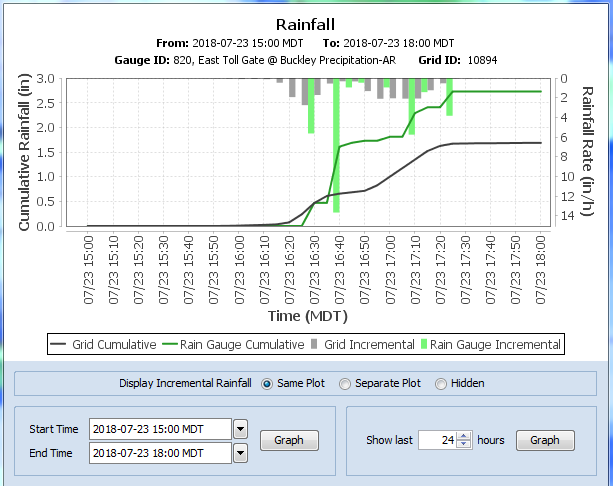 Rainfall
From: 2018-07-23 15:00 MDT To: 2018-07-23 18:00 MDT
Gauge ID: 820, East Toll Gate @ Buckley Precipitation-AR Grid ID: 10894
Cumulative Rainfall (in)
3.0
2.5
2.0
1.5
1.0
0.5
0.0
0
2
4
6
8
10
12
14
Rainfall Rate (in/h)
07/23 15:00
07/23 15:10
07/23 15:20
07/23 15:30
07/23 15:40
07/23 15:50
07/23 16:00
07/23 16:10
07/23 16:20
07/23 16:30
07/23 16:40
07/23 16:50
07/23 17:00
07/23 17:10
07/23 17:20
07/23 17:30
07/23 17:40
07/23 17:50
07/23 18:00
Time (MDT)
Grid Cumulative Rain Gauge Cumulative Grid Incremental Rain Gauge Incremental
Display Incremental Rainfall Same Plot Separate Plot Hidden
Start Time 2018-07-23 15:00 MDT
End Time 2018-07-23 18:00 MDT
Graph
Show last 24 hours Graph